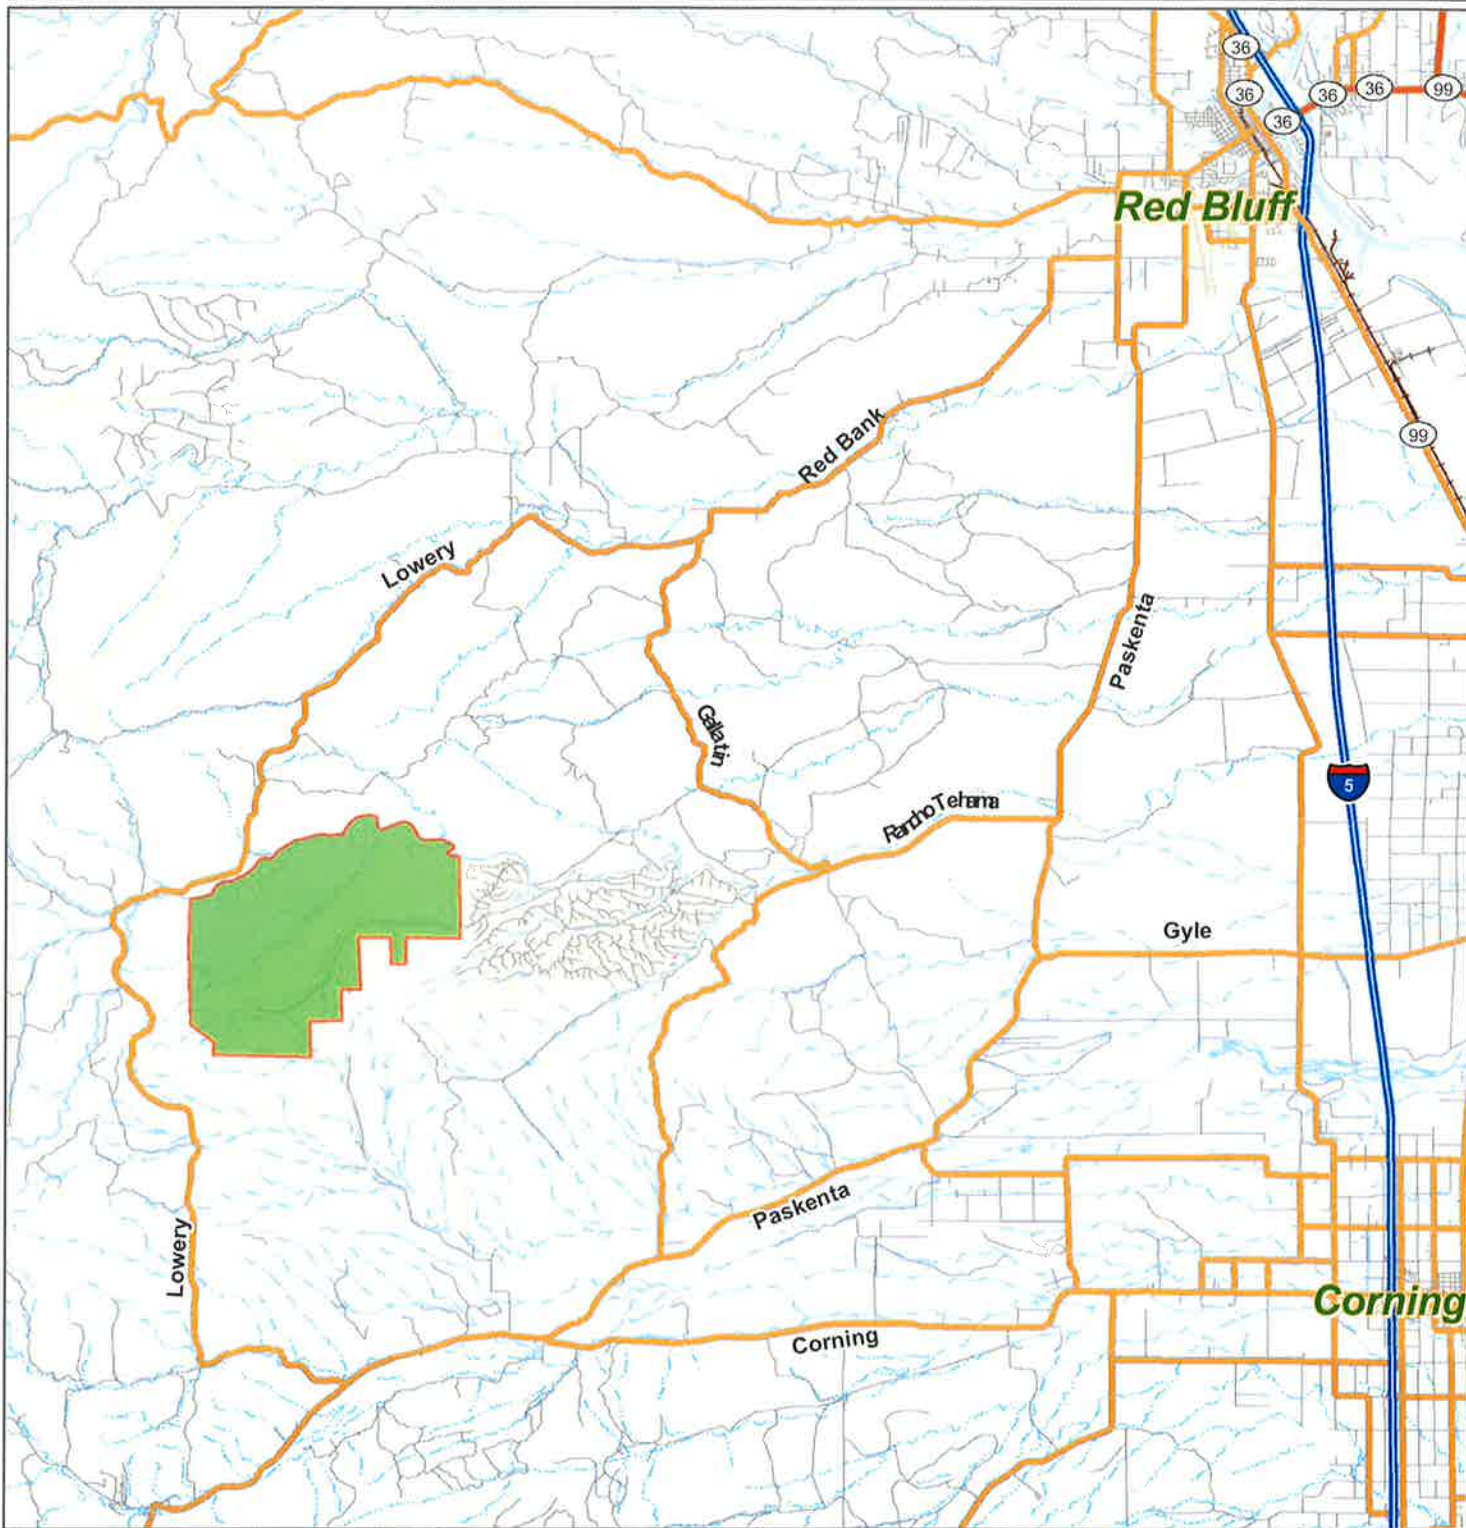 36
36
36
36
36
99
Red Bluff
Red Bank
99
Lowery
Paskenta
Gallatin
5
Rancho Tehama
Gyle
Paskenta
Lowery
Corning
Corning